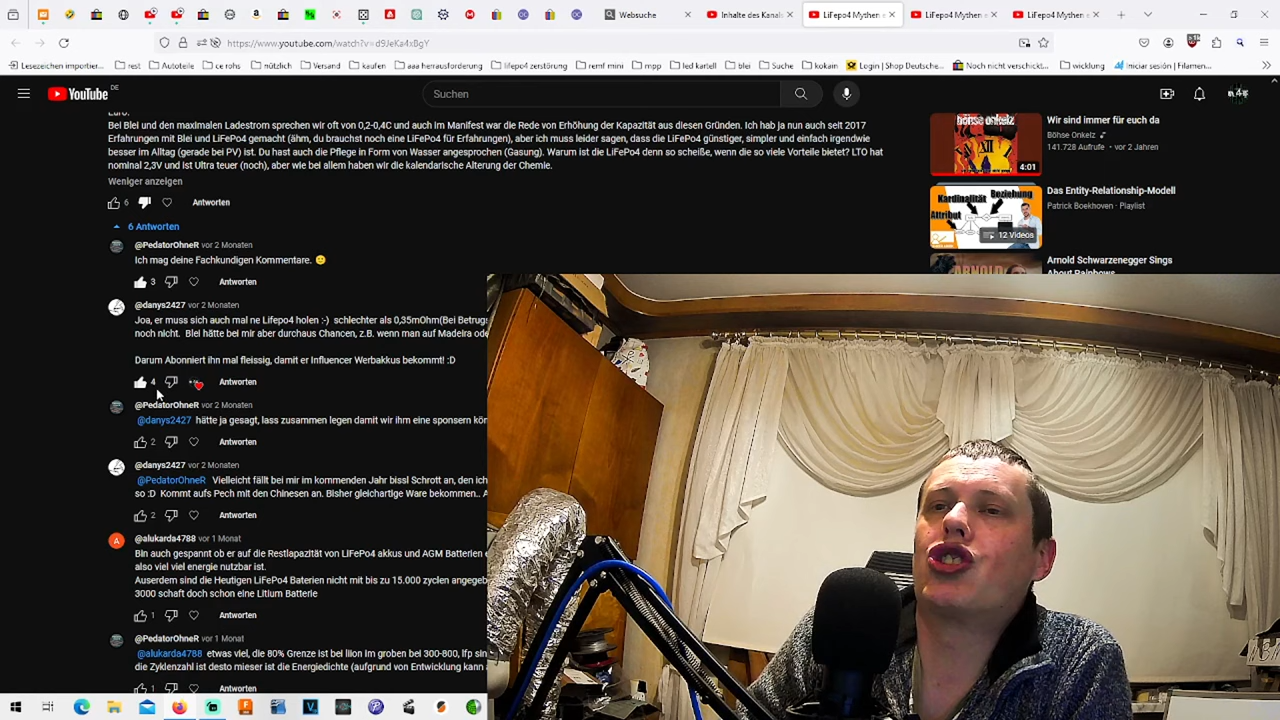 Websuche
Inhalte des Kanals
LiFepo4 Mythen e
LiFepo4 Mythen e
LiFepo4 Mythen e
https://www.youtube.com/watch?v=d9JeKa4xBgY
Lesezeichen importier...
rest
Autoteile
ce rohs
nützlich
Versand
kaufen
aaa herrausforderung
lifepo4 zerstörung
remf mini
mpp
led kartell
blei
Suche
kokain
Login | Shop Deutsche...
Noch nicht verschickt...
wicklung
Iniciar sesión | Filamen...
YouTube DE
Suchen
Euro.
Bei Blei und den maximalen Ladestrom sprechen wir oft von 0,2-0,4C und auch im Manifest war die Rede von Erhöhung der Kapazität aus diesen Gründen. Ich hab ja nun auch seit 2017
Erfahrungen mit Blei und LiFePo4 gemacht (ähm, du brauchst noch eine LiFePo4 für Erfahrungen), aber ich muss leider sagen, dass die LiFePo4 günstiger, simpler und einfach irgendwie
besser im Alltag (gerade bei PV) ist. Du hast auch die Pflege in Form von Wasser angesprochen (Gasung). Warum ist die LiFePo4 denn so scheiße, wenn die so viele Vorteile bietet? LTO hat
nominal 2,3V und ist Ultra teuer (noch), aber wie bei allem haben wir die kalendarische Alterung der Chemie.
Weniger anzeigen
6
Antworten
6 Antworten
@PedatorOhneR vor 2 Monaten
Ich mag deine Fachkundigen Kommentare. 🙂
3
Antworten
@danys2427 vor 2 Monaten
Joa, er muss sich auch mal ne Lifepo4 holen :-) schlechter als 0,35mOhm(Bei Betrugs
noch nicht. Blei hätte bei mir aber durchaus Chancen, z.B. wenn man auf Madeira ode
Darum Abonniert ihn mal fleissig, damit er Influencer Werbakkus bekommt! :D
4
Antworten
@PedatorOhneR vor 2 Monaten
@danys2427 hätte ja gesagt, lass zusammen legen damit wir ihm eine sponsern kön
2
Antworten
@danys2427 vor 2 Monaten
@PedatorOhneR Vielleicht fällt bei mir im kommenden Jahr bissl Schrott an, den ich
so :D Kommt aufs Pech mit den Chinesen an. BIsher gleichartige Ware bekommen.. A
2
Antworten
A
@alukarda4788 vor 1 Monat
BIn auch gespannt ob er auf die Restlapazität von LiFePo4 akkus und AGM Batterien e
also viel viel energie nutzbar ist.
Auserdem sind die Heutigen LiFePo4 Baterien nicht mit bis zu 15.000 zyclen angegeb
3000 schaft doch schon eine Litium Batterie
1
Antworten
@PedatorOhneR vor 1 Monat
@alukarda4788 etwas viel, die 80% Grenze ist bei liion im groben bei 300-800, lfp sin
die Zyklenzahl ist desto mieser ist die Energiedichte (aufgrund von Entwicklung kann
1
Antworten
böhse onkelz
XII
4:01
Wir sind immer für euch da
Böhse Onkelz
141.728 Aufrufe • vor 2 Jahren
Kardinalität
Beziehung
Attribut
12 Videos
Das Entity-Relationship-Modell
Patrick Boekhoven • Playlist
ARNOLD
Arnold Schwarzenegger Sings
About Rainbows